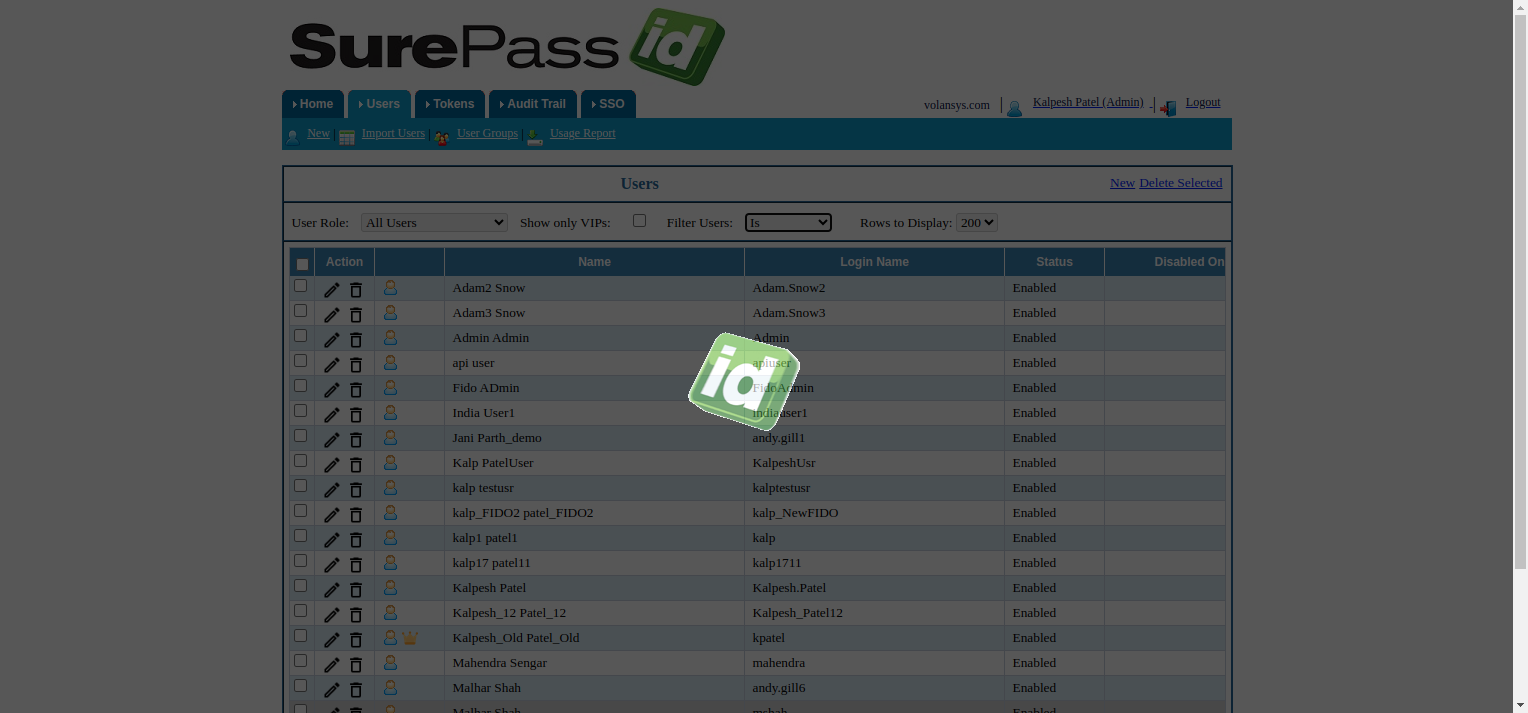 SurePass id
Home Users Tokens Audit Trail SSO
volansys.com | Kalpesh Patel (Admin) - | Logout
New | Import Users | User Groups | Usage Report
Users New Delete Selected
User Role: All Users Show only VIPs: Filter Users: Is Rows to Display: 200
Action Name Login Name Status Disabled On
Adam2 Snow Adam.Snow2 Enabled
Adam3 Snow Adam.Snow3 Enabled
Admin Admin Admin Enabled
api user apiuser Enabled
id
Fido ADmin FidoAdmin Enabled
India User1 indiauser1 Enabled
Jani Parth_demo andy.gill1 Enabled
Kalp PatelUser KalpeshUsr Enabled
kalp testusr kalptestusr Enabled
kalp_FIDO2 patel_FIDO2 kalp_NewFIDO Enabled
kalp1 patel1 kalp Enabled
kalp17 patel11 kalp1711 Enabled
Kalpesh Patel Kalpesh.Patel Enabled
Kalpesh_12 Patel_12 Kalpesh_Patel12 Enabled
Kalpesh_Old Patel_Old kpatel Enabled
Mahendra Sengar mahendra Enabled
Malhar Shah andy.gill6 Enabled
Malhar Shah mshah Enabled